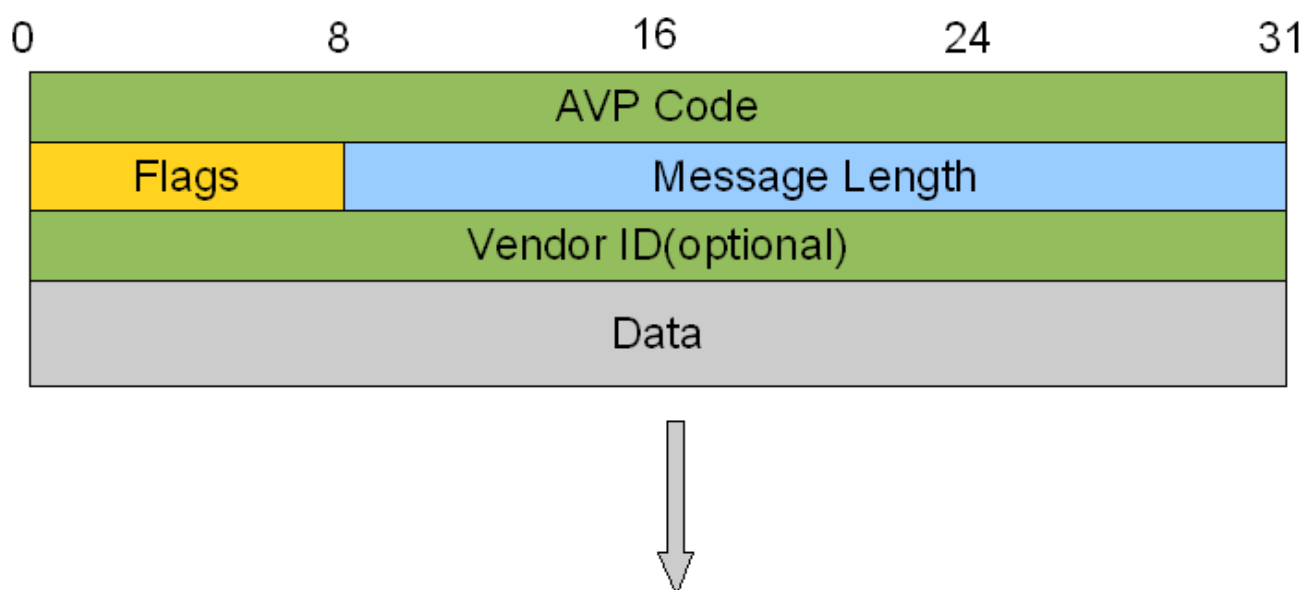 0 8 16 24 31
AVP Code
Flags Message Length
Vendor ID(optional)
Data